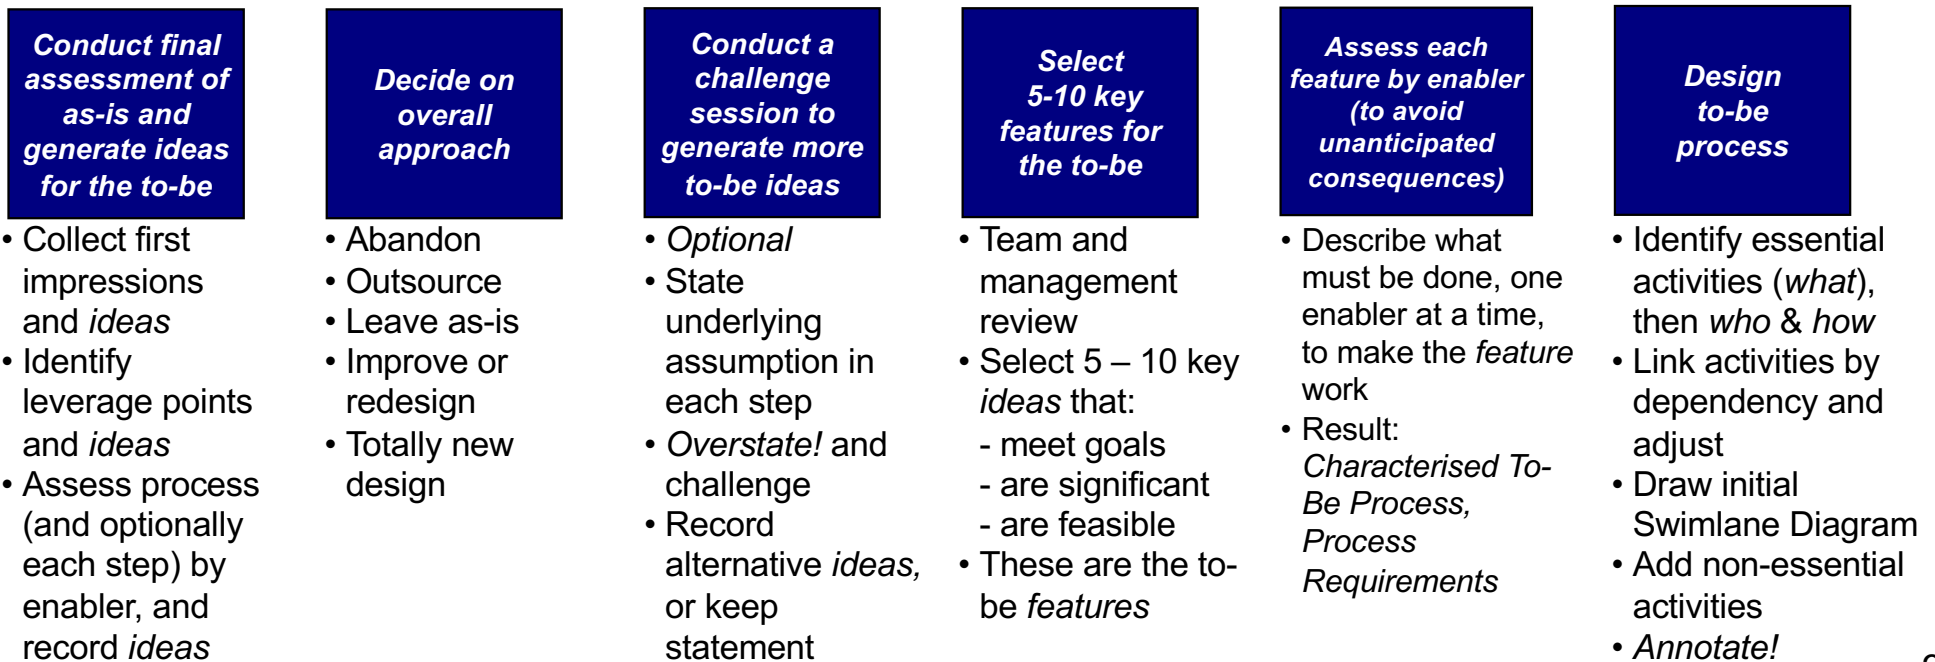 Conduct final
assessment of
as-is and
generate ideas
for the to-be
• Collect first
impressions
and ideas
• Identify
leverage points
and ideas
• Assess process
(and optionally
each step) by
enabler, and
record ideas
Decide on
overall
approach
• Abandon
• Outsource
• Leave as-is
• Improve or
redesign
• Totally new
design
Conduct a
challenge
session to
generate more
to-be ideas
• Optional
• State
underlying
assumption in
each step
• Overstate! and
challenge
• Record
alternative ideas,
or keep
statement
Select
5-10 key
features for
the to-be
• Team and
management
review
• Select 5 – 10 key
ideas that:
- meet goals
- are significant
- are feasible
• These are the to-
be features
Assess each
feature by enabler
(to avoid
unanticipated
consequences)
• Describe what
must be done, one
enabler at a time,
to make the feature
work
• Result:
Characterised To-
Be Process,
Process
Requirements
Design
to-be
process
• Identify essential
activities (what),
then who & how
• Link activities by
dependency and
adjust
• Draw initial
Swimlane Diagram
• Add non-essential
activities
• Annotate!